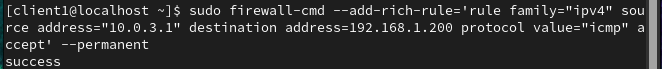 [client1@localhost ~]$ sudo firewall-cmd --add-rich-rule='rule family="ipv4" sou
rce address="10.0.3.1" destination address=192.168.1.200 protocol value="icmp" a
ccept' --permanent
success